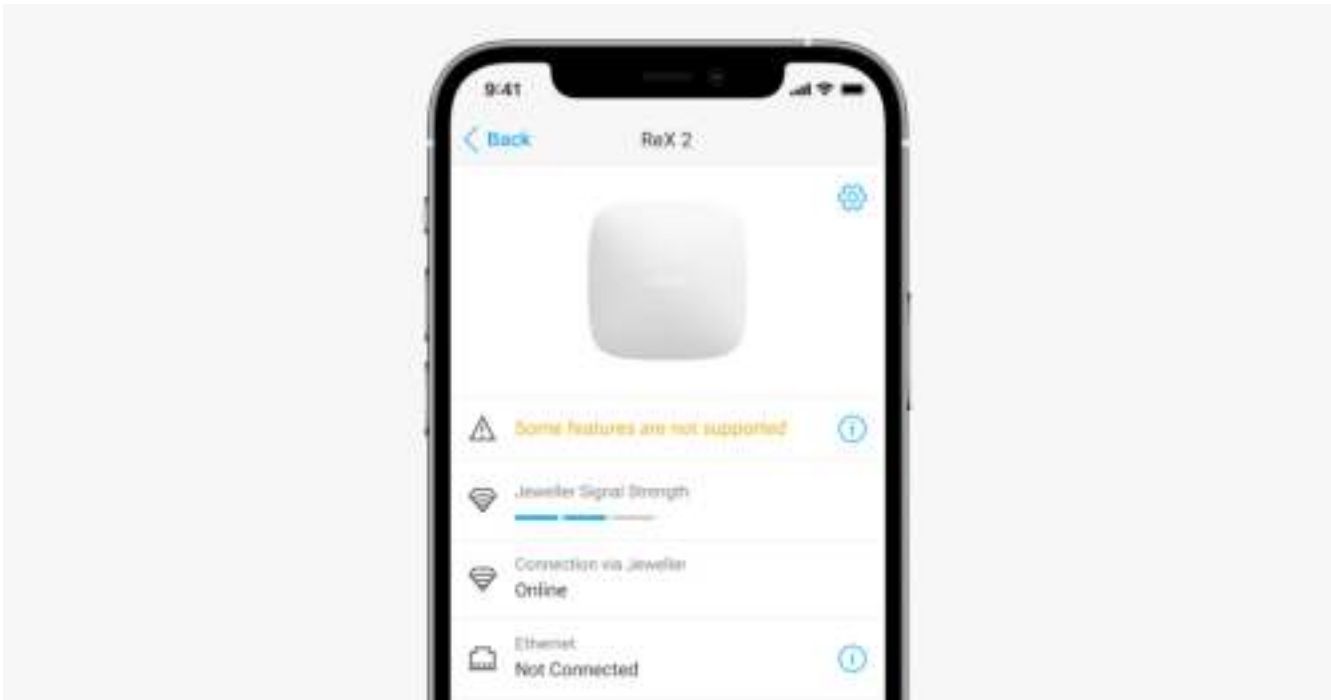 9:41
Back
ReX 2
Some features are not supported
Jeweller Signal Strength
Connection via Jeweller
Online
Ethernet
Not Connected